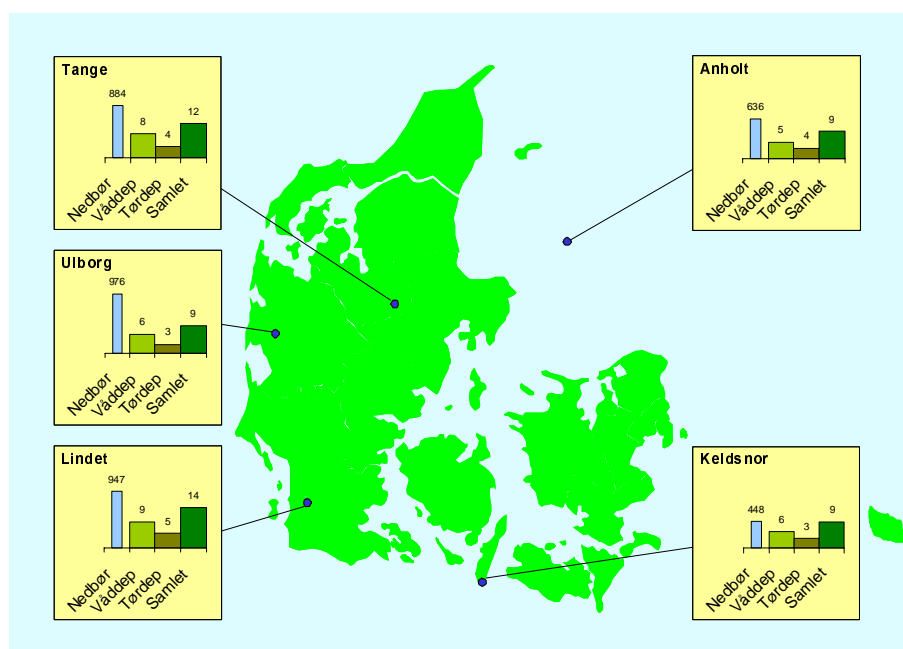 Tange
884
8
4
12
Nedbør
Våddep
Tørdep
Samlet
Anholt
636
5
4
9
Nedbør
Våddep
Tørdep
Samlet
Ulborg
976
6
3
9
Nedbør
Våddep
Tørdep
Samlet
Lindet
947
9
5
14
Nedbør
Våddep
Tørdep
Samlet
Keldsnor
448
6
3
9
Nedbør
Våddep
Tørdep
Samlet